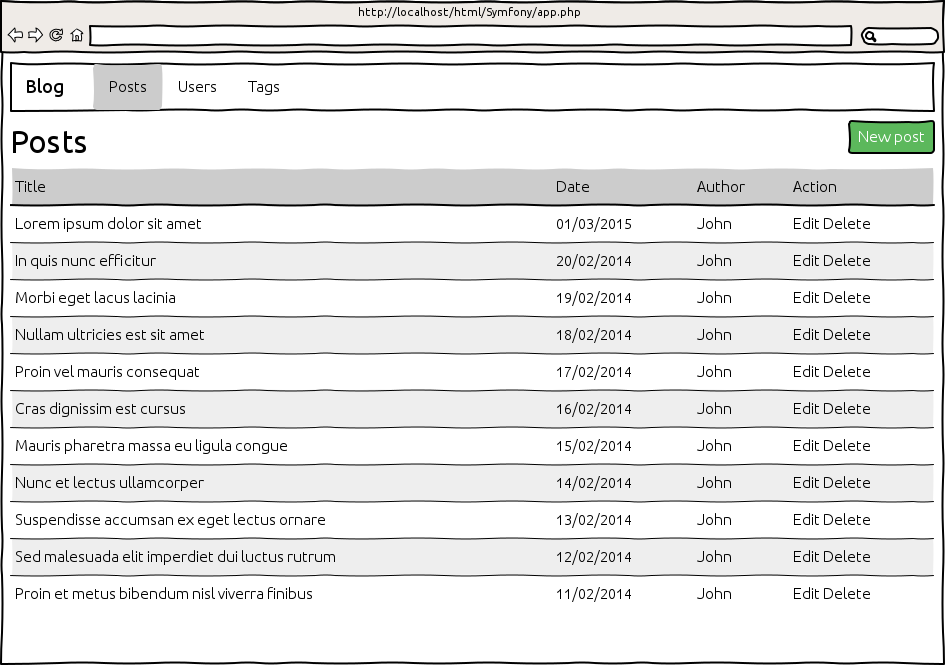 http://localhost/html/Symfony/app.php
Blog Posts Users Tags
Posts New post
Title Date Author Action
Lorem ipsum dolor sit amet 01/03/2015 John Edit Delete
In quis nunc efficitur 20/02/2014 John Edit Delete
Morbi eget lacus lacinia 19/02/2014 John Edit Delete
Nullam ultricies est sit amet 18/02/2014 John Edit Delete
Proin vel mauris consequat 17/02/2014 John Edit Delete
Cras dignissim est cursus 16/02/2014 John Edit Delete
Mauris pharetra massa eu ligula congue 15/02/2014 John Edit Delete
Nunc et lectus ullamcorper 14/02/2014 John Edit Delete
Suspendisse accumsan ex eget lectus ornare 13/02/2014 John Edit Delete
Sed malesuada elit imperdiet dui luctus rutrum 12/02/2014 John Edit Delete
Proin et metus bibendum nisl viverra finibus 11/02/2014 John Edit Delete